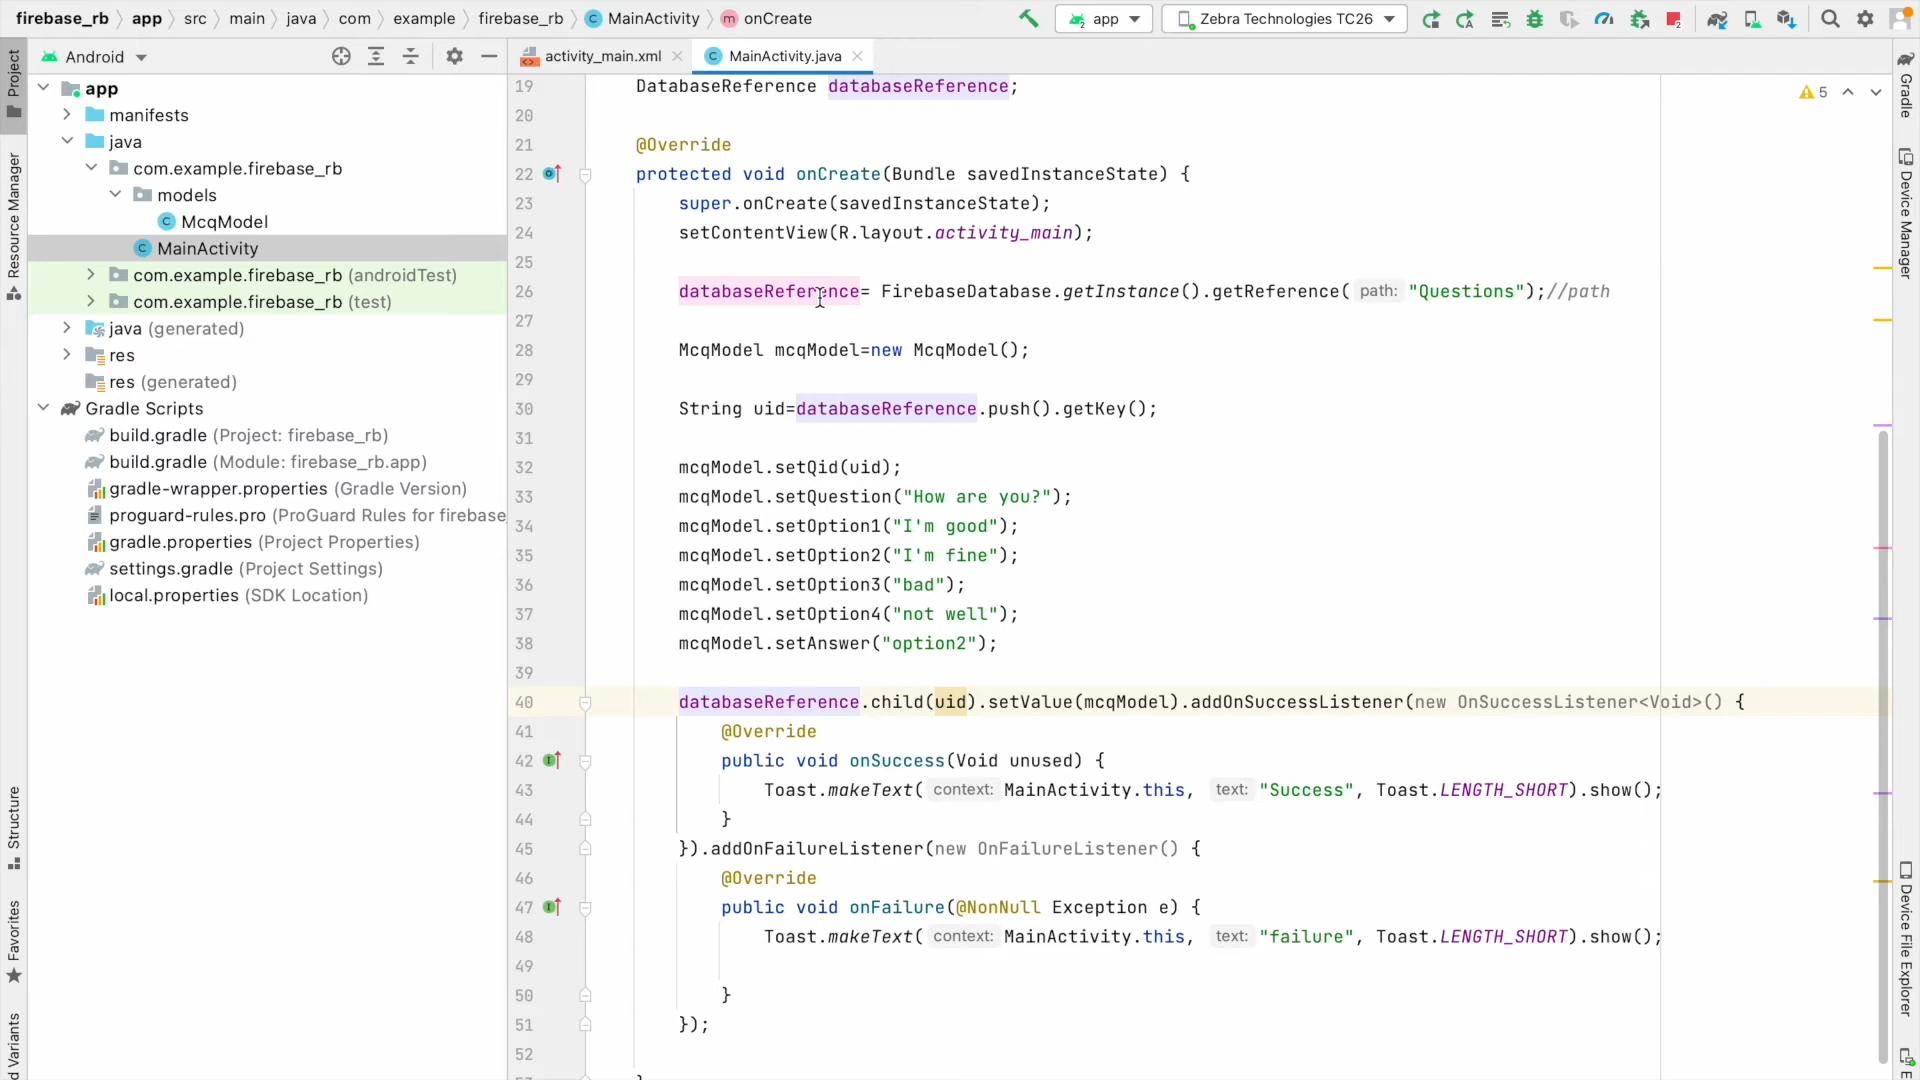 firebase_rb app src main java com example firebase_rb MainActivity onCreate app Zebra Technologies TC26
Project
Android
activity_main.xml MainActivity.java
Gradle
app
manifests
java
com.example.firebase_rb
models
McqModel
MainActivity
com.example.firebase_rb (androidTest)
com.example.firebase_rb (test)
java (generated)
res
res (generated)
Gradle Scripts
build.gradle (Project: firebase_rb)
build.gradle (Module: firebase_rb.app)
gradle-wrapper.properties (Gradle Version)
proguard-rules.pro (ProGuard Rules for firebase_
gradle.properties (Project Properties)
settings.gradle (Project Settings)
local.properties (SDK Location)
Resource Manager
Structure
Favorites
d Variants
5
19 DatabaseReference databaseReference;
20
21 @Override
22 protected void onCreate(Bundle savedInstanceState) {
23 super.onCreate(savedInstanceState);
24 setContentView(R.layout.activity_main);
25
26 databaseReference= FirebaseDatabase.getInstance().getReference( path: "Questions");//path
27
28 McqModel mcqModel=new McqModel();
29
30 String uid=databaseReference.push().getKey();
31
32 mcqModel.setQid(uid);
33 mcqModel.setQuestion("How are you?");
34 mcqModel.setOption1("I'm good");
35 mcqModel.setOption2("I'm fine");
36 mcqModel.setOption3("bad");
37 mcqModel.setOption4("not well");
38 mcqModel.setAnswer("option2");
39
40 databaseReference.child(uid).setValue(mcqModel).addOnSuccessListener(new OnSuccessListener<Void>() {
41 @Override
42 public void onSuccess(Void unused) {
43 Toast.makeText( context: MainActivity.this, text: "Success", Toast.LENGTH_SHORT).show();
44 }
45 }).addOnFailureListener(new OnFailureListener() {
46 @Override
47 public void onFailure(@NonNull Exception e) {
48 Toast.makeText( context: MainActivity.this, text: "failure", Toast.LENGTH_SHORT).show();
49
50 }
51 });
52
Device Manager
Device File Explorer